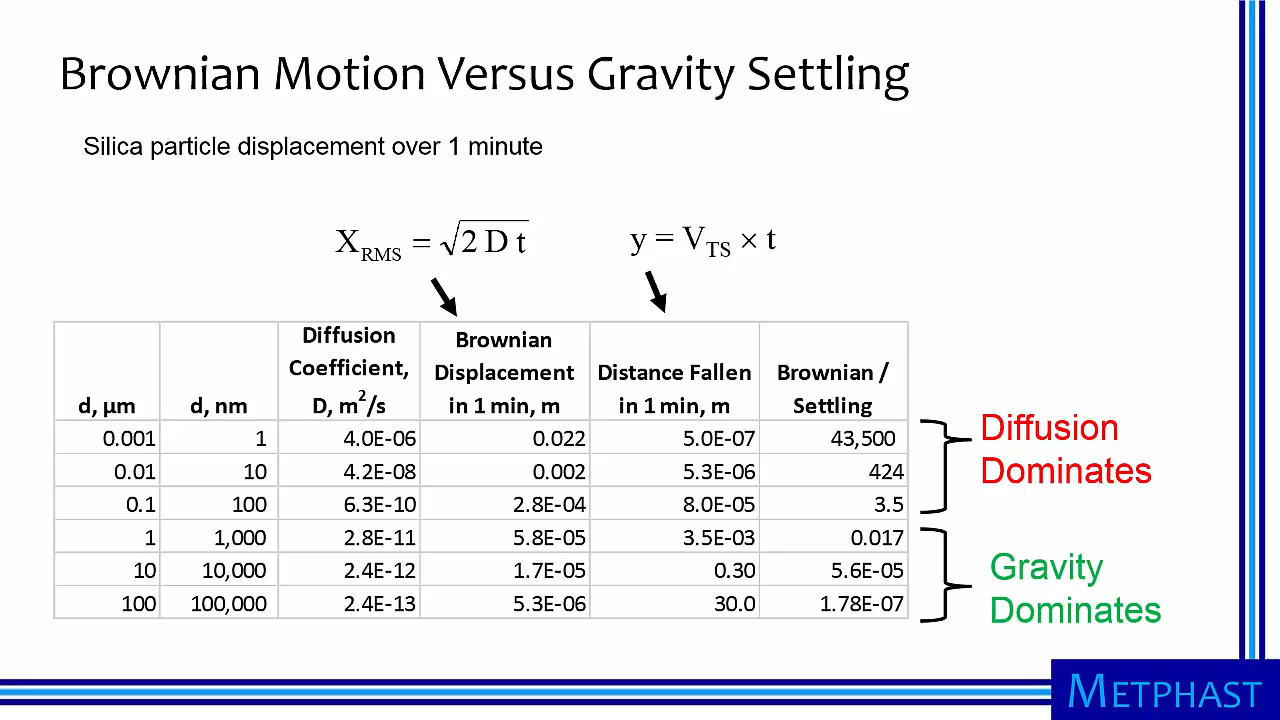 Brownian Motion Versus Gravity Settling
Silica particle displacement over 1 minute
X_RMS = √(2 D t)
y = V_TS × t
d, µm | d, nm | Diffusion Coefficient, D, m²/s | Brownian Displacement in 1 min, m | Distance Fallen in 1 min, m | Brownian / Settling
0.001 | 1 | 4.0E-06 | 0.022 | 5.0E-07 | 43,500
0.01 | 10 | 4.2E-08 | 0.002 | 5.3E-06 | 424
0.1 | 100 | 6.3E-10 | 2.8E-04 | 8.0E-05 | 3.5
1 | 1,000 | 2.8E-11 | 5.8E-05 | 3.5E-03 | 0.017
10 | 10,000 | 2.4E-12 | 1.7E-05 | 0.30 | 5.6E-05
100 | 100,000 | 2.4E-13 | 5.3E-06 | 30.0 | 1.78E-07
Diffusion
Dominates
Gravity
Dominates
METPHAST